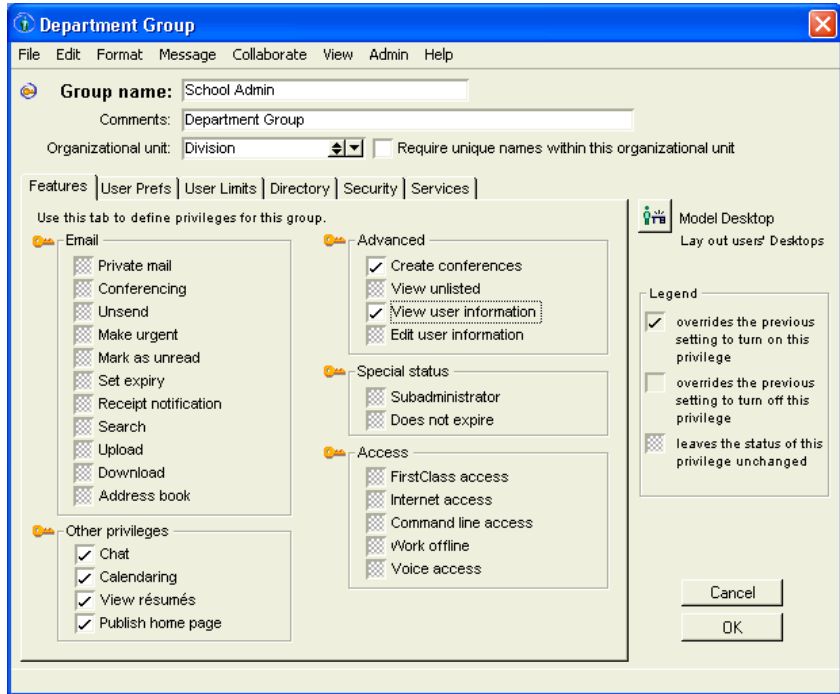 Department Group
File Edit Format Message Collaborate View Admin Help
Group name: School Admin
Comments: Department Group
Organizational unit: Division Require unique names within this organizational unit
Features User Prefs User Limits Directory Security Services
Use this tab to define privileges for this group.
Email
Private mail
Conferencing
Unsend
Make urgent
Mark as unread
Set expiry
Receipt notification
Search
Upload
Download
Address book
Other privileges
Chat
Calendaring
View résumés
Publish home page
Advanced
Create conferences
View unlisted
View user information
Edit user information
Special status
Subadministrator
Does not expire
Access
FirstClass access
Internet access
Command line access
Work offline
Voice access
Model Desktop
Lay out users' Desktops
Legend
overrides the previous
setting to turn on this
privilege
overrides the previous
setting to turn off this
privilege
leaves the status of this
privilege unchanged
Cancel
OK